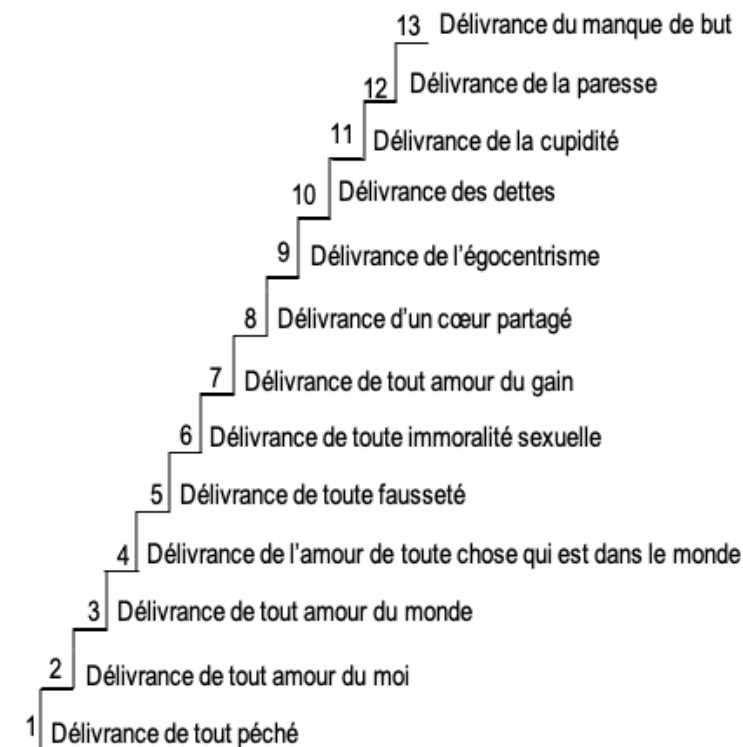 13 Délivrance du manque de but
12 Délivrance de la paresse
11 Délivrance de la cupidité
10 Délivrance des dettes
9 Délivrance de l'égocentrisme
8 Délivrance d'un cœur partagé
7 Délivrance de tout amour du gain
6 Délivrance de toute immoralité sexuelle
5 Délivrance de toute fausseté
4 Délivrance de l'amour de toute chose qui est dans le monde
3 Délivrance de tout amour du monde
2 Délivrance de tout amour du moi
1 Délivrance de tout péché